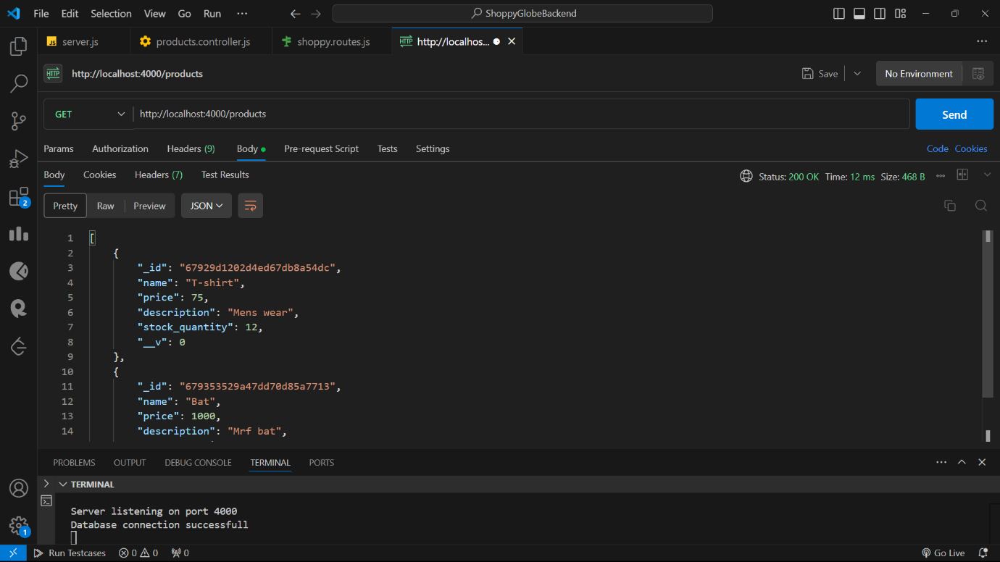 File Edit Selection View Go Run ··· ShoppyGlobeBackend
JS server.js products.controller.js shoppy.routes.js HTTP http://localhos... ···
HTTP http://localhost:4000/products Save No Environment
GET http://localhost:4000/products Send
Params Authorization Headers (9) Body Pre-request Script Tests Settings Code Cookies
Body Cookies Headers (7) Test Results Status: 200 OK Time: 12 ms Size: 468 B
Pretty Raw Preview JSON
1 [
2 {
3 "_id": "67929d1202d4ed67db8a54dc",
4 "name": "T-shirt",
5 "price": 75,
6 "description": "Mens wear",
7 "stock_quantity": 12,
8 "__v": 0
9 },
10 {
11 "_id": "679353529a47dd70d85a7713",
12 "name": "Bat",
13 "price": 1000,
14 "description": "Mrf bat",
2
PROBLEMS OUTPUT DEBUG CONSOLE TERMINAL PORTS ···
TERMINAL
Server listening on port 4000
Database connection successfull
1
Run Testcases 0 0 0 Go Live